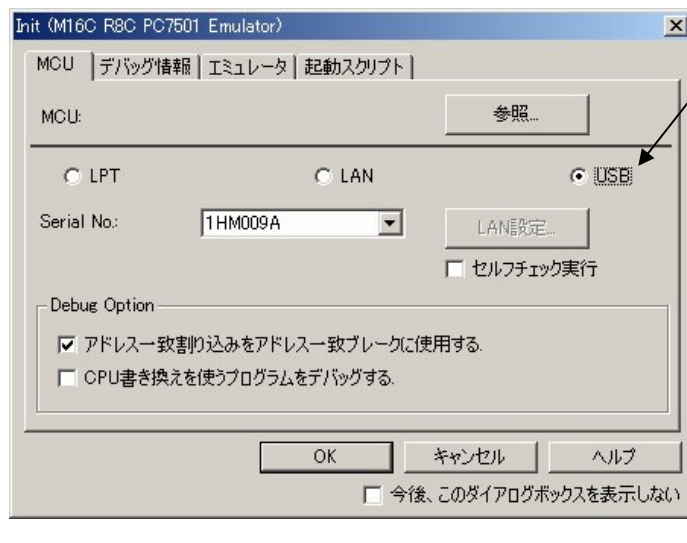 Init (M16C R8C PC7501 Emulator)
MCU デバッグ情報 エミュレータ 起動スクリプト
MCU: 参照...
LPT LAN USB
Serial No.: 1HM009A LAN設定...
セルフチェック実行
Debug Option
アドレス一致割り込みをアドレス一致ブレークに使用する.
CPU書き換えを使うプログラムをデバッグする.
OK キャンセル ヘルプ
今後、このダイアログボックスを表示しない